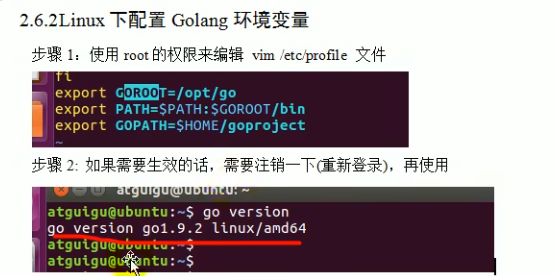 2.6.2Linux 下配置 Golang 环境变量
步骤 1：使用 root 的权限来编辑 vim /etc/profile 文件
fi
export GOROOT=/opt/go
export PATH=$PATH:$GOROOT/bin
export GOPATH=$HOME/goproject
~
步骤 2: 如果需要生效的话，需要注销一下(重新登录)，再使用
atguigu@ubuntu: ~
atguigu@ubuntu:~$ go version
go version go1.9.2 linux/amd64
atguigu@ubuntu:~$
atguigu@ubuntu:~$